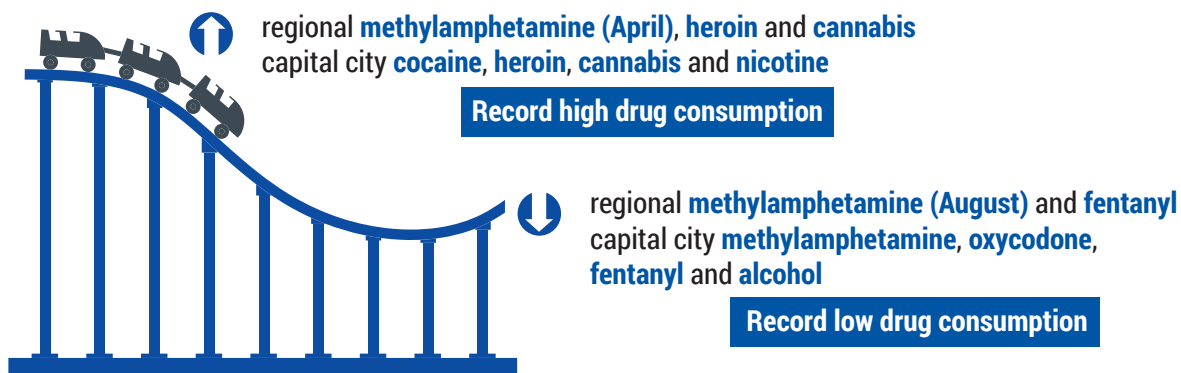 regional methylamphetamine (April), heroin and cannabis
capital city cocaine, heroin, cannabis and nicotine
Record high drug consumption
regional methylamphetamine (August) and fentanyl
capital city methylamphetamine, oxycodone,
fentanyl and alcohol
Record low drug consumption